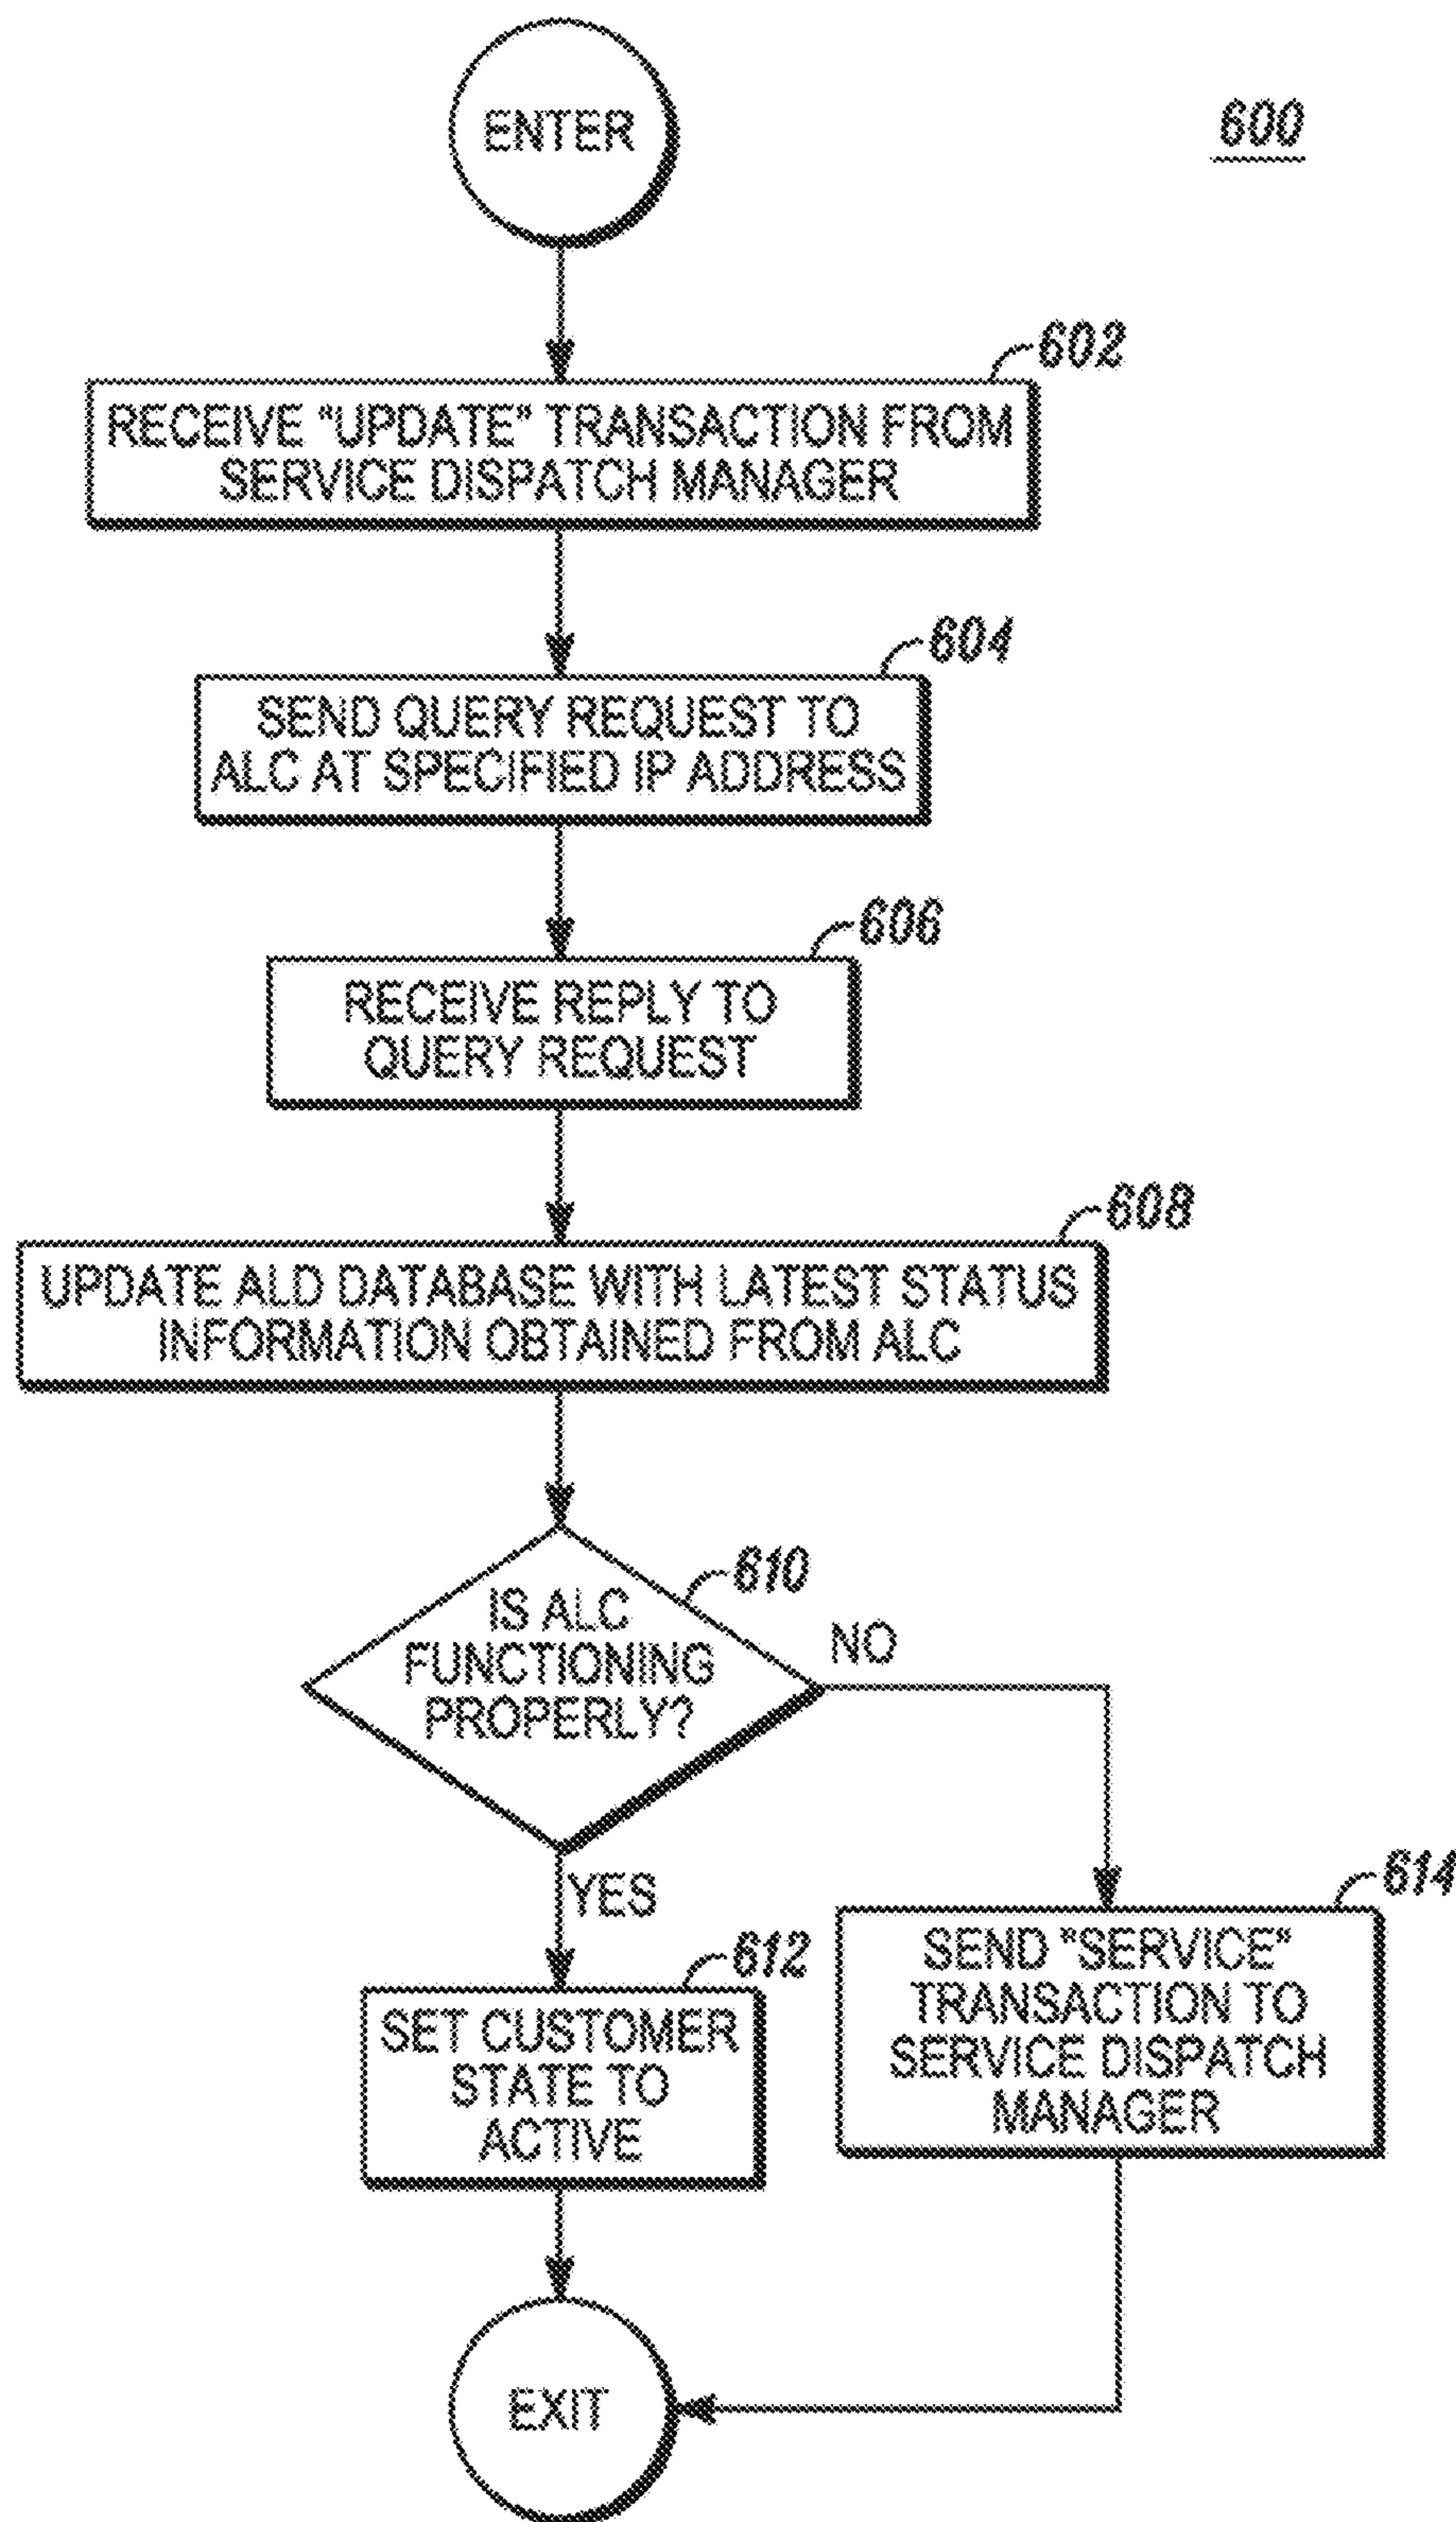 ENTER
600
602
RECEIVE "UPDATE" TRANSACTION FROM
SERVICE DISPATCH MANAGER
604
SEND QUERY REQUEST TO
ALC AT SPECIFIED IP ADDRESS
606
RECEIVE REPLY TO
QUERY REQUEST
608
UPDATE ALD DATABASE WITH LATEST STATUS
INFORMATION OBTAINED FROM ALC
610
IS ALC
FUNCTIONING
PROPERLY?
NO
YES
612
SET CUSTOMER
STATE TO
ACTIVE
614
SEND "SERVICE"
TRANSACTION TO
SERVICE DISPATCH
MANAGER
EXIT